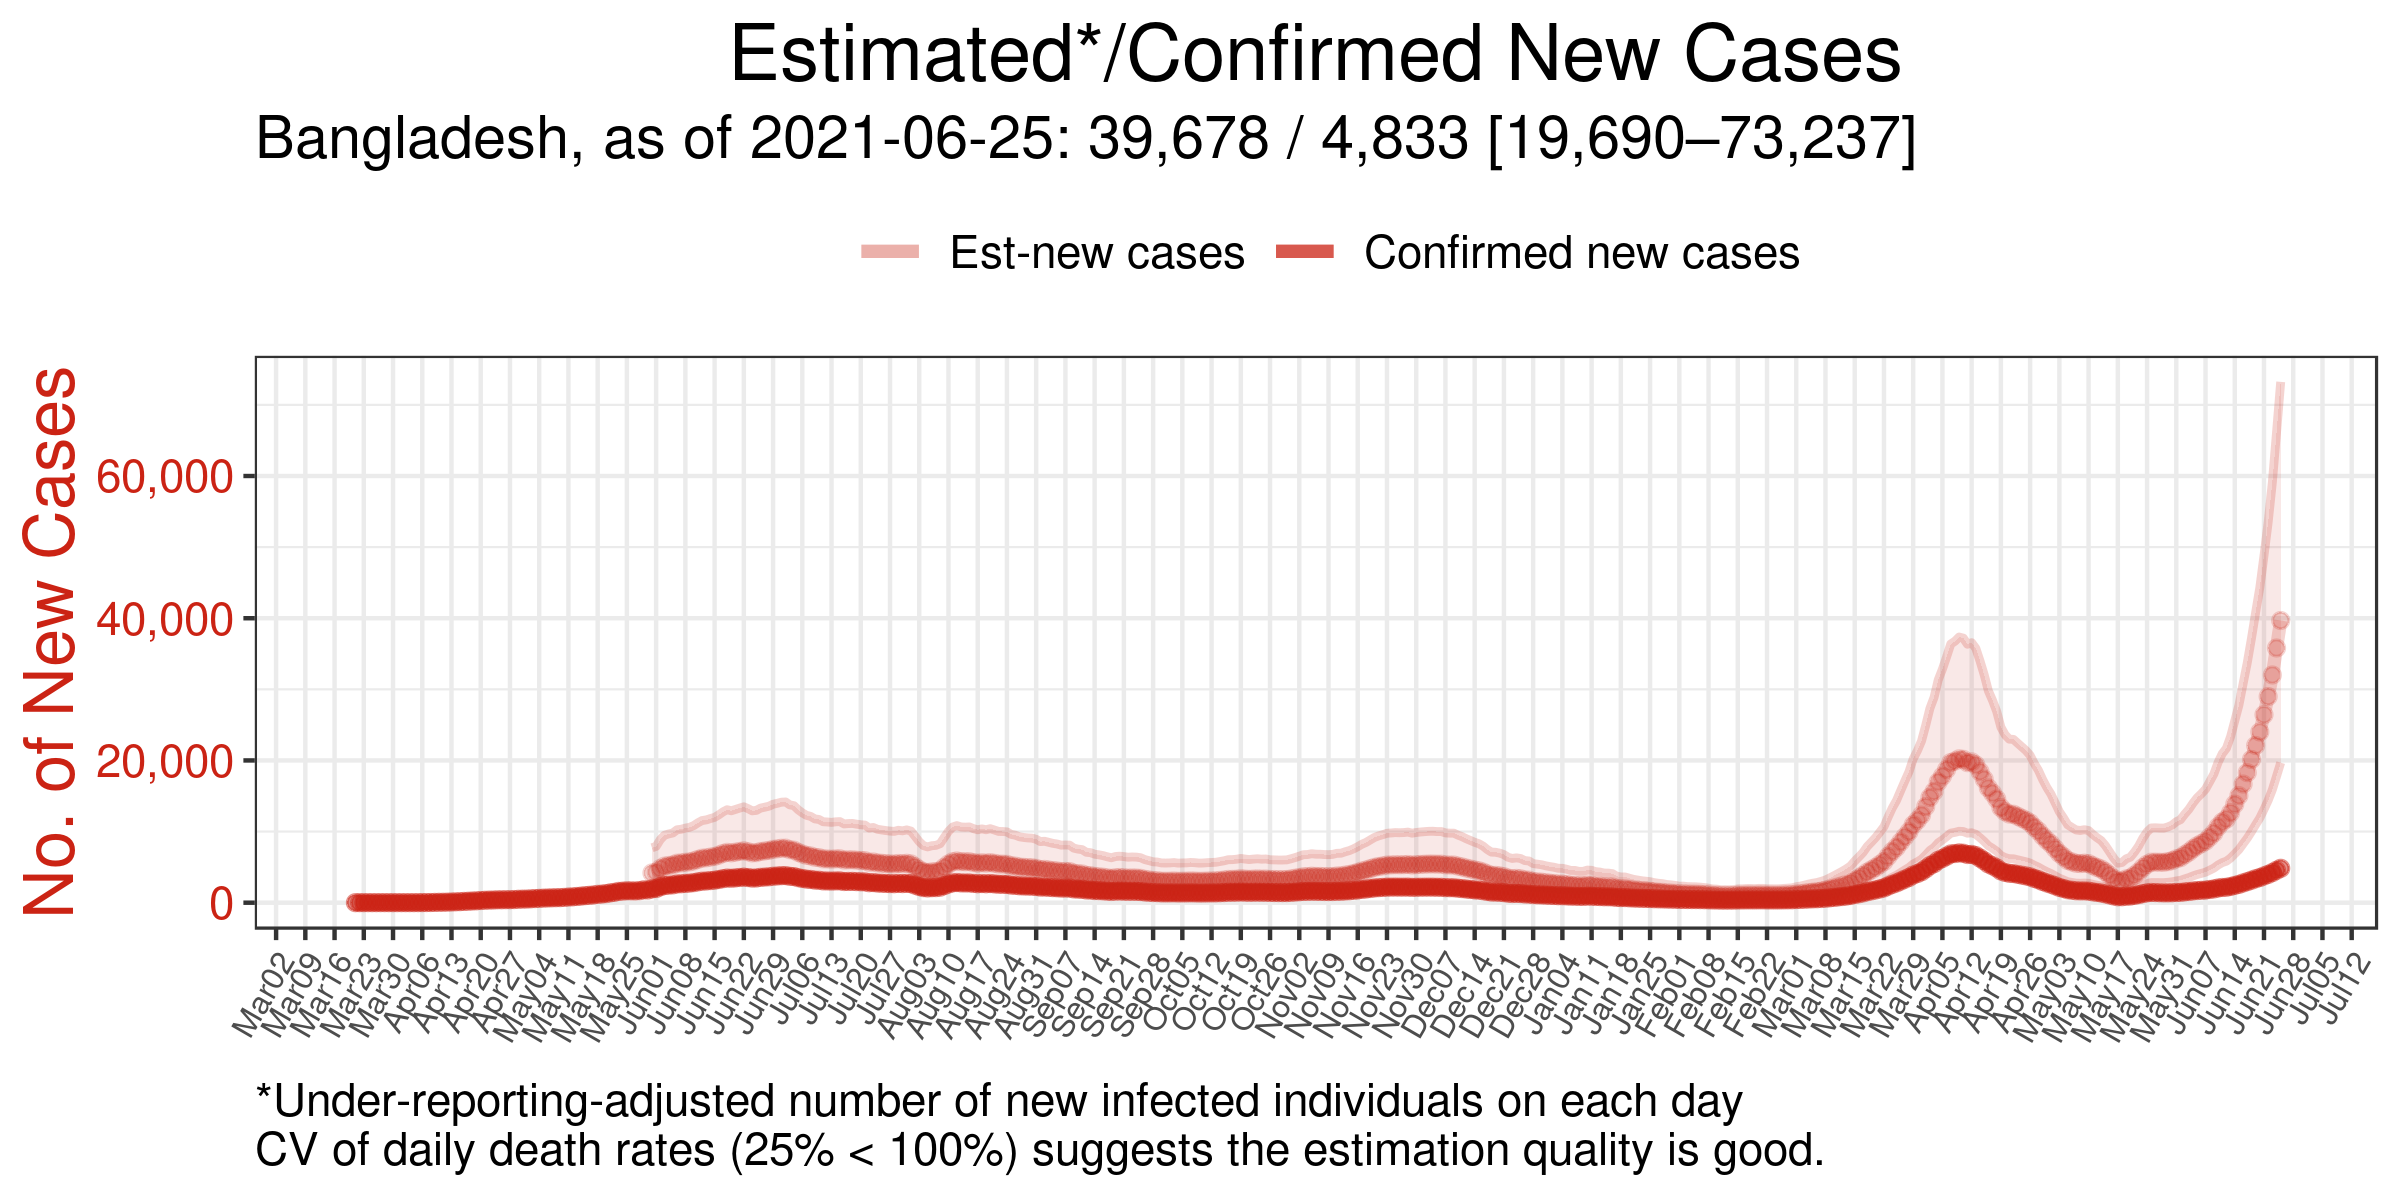 Estimated*/Confirmed New Cases
Bangladesh, as of 2021-06-25: 39,678 / 4,833 [19,690–73,237]
Est-new cases
Confirmed new cases
No. of New Cases
60,000
40,000
20,000
0
Mar02
Mar09
Mar16
Mar23
Mar30
Apr06
Apr13
Apr20
Apr27
May04
May11
May18
May25
Jun01
Jun08
Jun15
Jun22
Jun29
Jul06
Jul13
Jul20
Jul27
Aug03
Aug10
Aug17
Aug24
Aug31
Sep07
Sep14
Sep21
Sep28
Oct05
Oct12
Oct19
Oct26
Nov02
Nov09
Nov16
Nov23
Nov30
Dec07
Dec14
Dec21
Dec28
Jan04
Jan11
Jan18
Jan25
Feb01
Feb08
Feb15
Feb22
Mar01
Mar08
Mar15
Mar22
Mar29
Apr05
Apr12
Apr19
Apr26
May03
May10
May17
May24
May31
Jun07
Jun14
Jun21
Jun28
Jul05
Jul12
*Under-reporting-adjusted number of new infected individuals on each day
CV of daily death rates (25% < 100%) suggests the estimation quality is good.